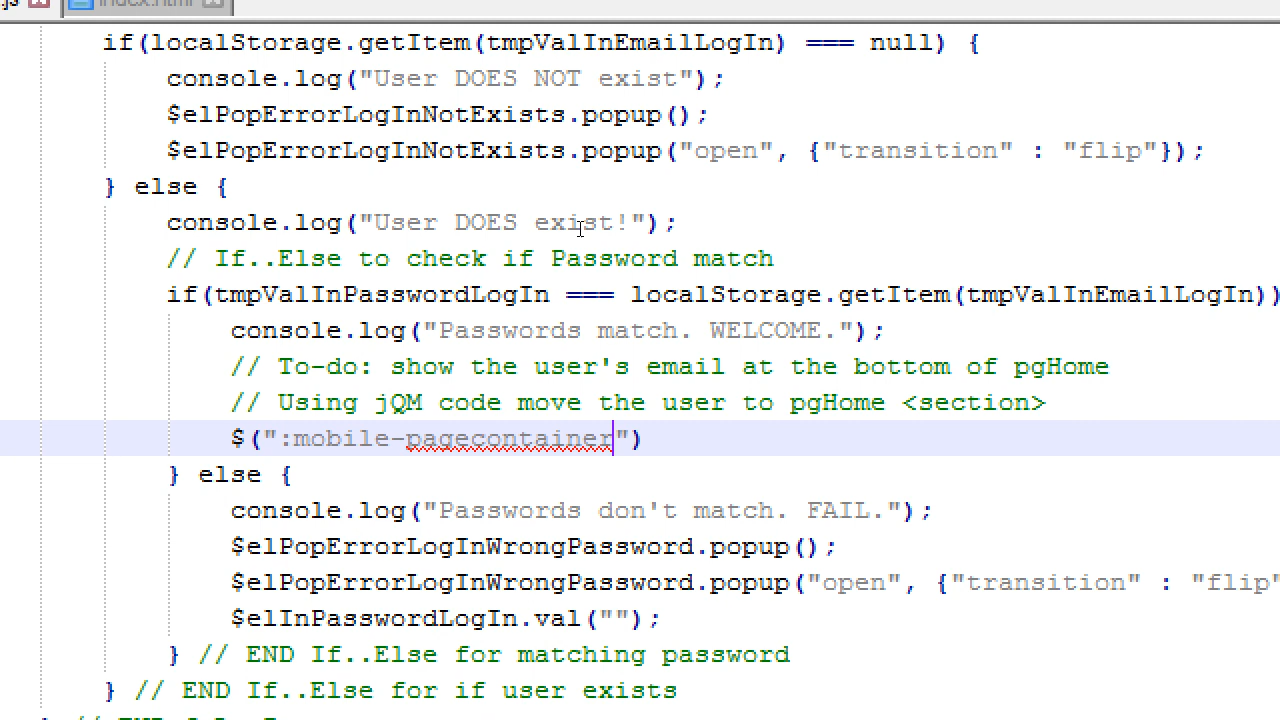 .js index.html
if(localStorage.getItem(tmpValInEmailLogIn) === null) {
console.log("User DOES NOT exist");
$elPopErrorLogInNotExists.popup();
$elPopErrorLogInNotExists.popup("open", {"transition" : "flip"});
} else {
console.log("User DOES exist!");
// If..Else to check if Password match
if(tmpValInPasswordLogIn === localStorage.getItem(tmpValInEmailLogIn))
console.log("Passwords match. WELCOME.");
// To-do: show the user's email at the bottom of pgHome
// Using jQM code move the user to pgHome <section>
$(":mobile-pagecontainer")
} else {
console.log("Passwords don't match. FAIL.");
$elPopErrorLogInWrongPassword.popup();
$elPopErrorLogInWrongPassword.popup("open", {"transition" : "flip"
$elInPasswordLogIn.val("");
} // END If..Else for matching password
} // END If..Else for if user exists